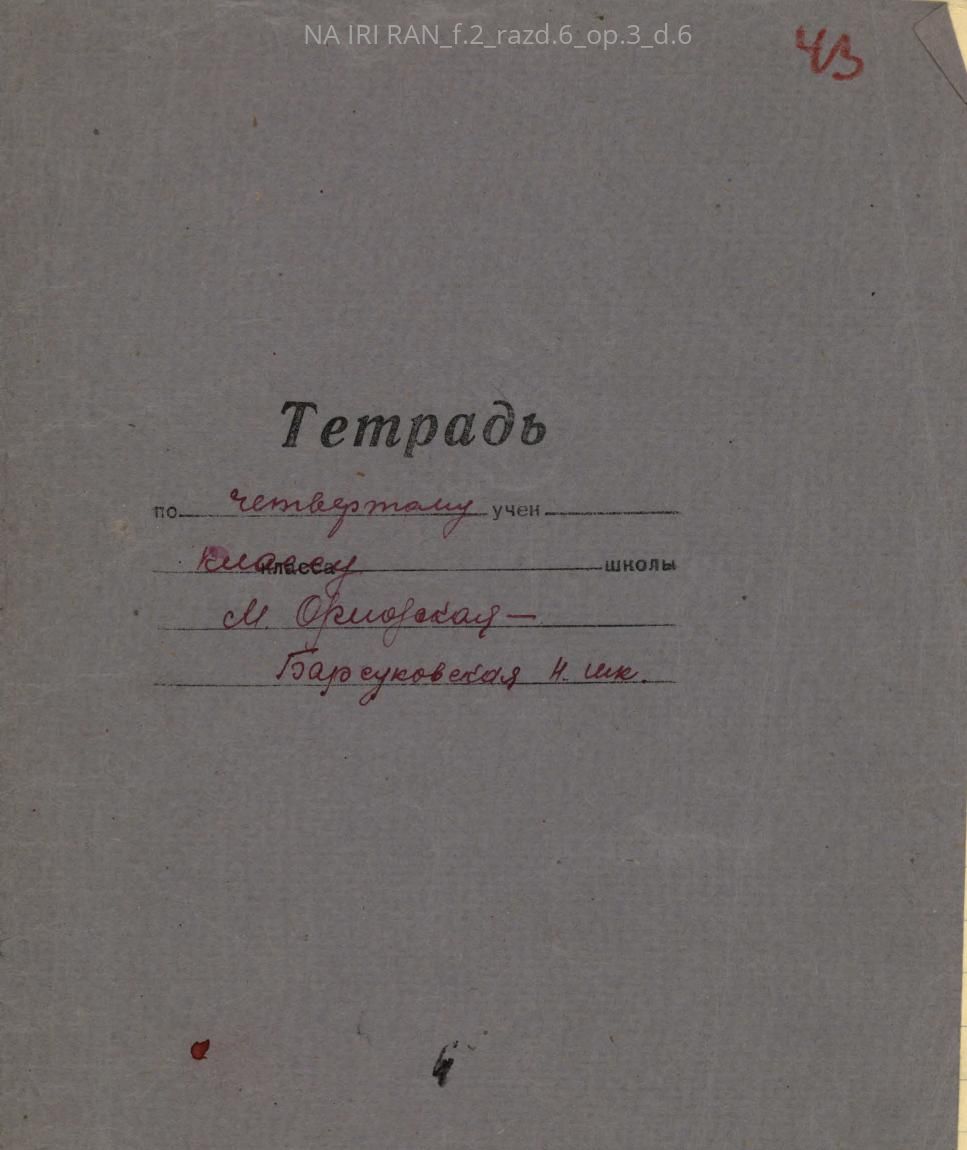 NA IRI RAN_f.2_razd.6_op.3_d.6
43
Тетрадь
по четвертому учен
классу класса школы
М. Орловская –
Барсуковская н. шк.
4